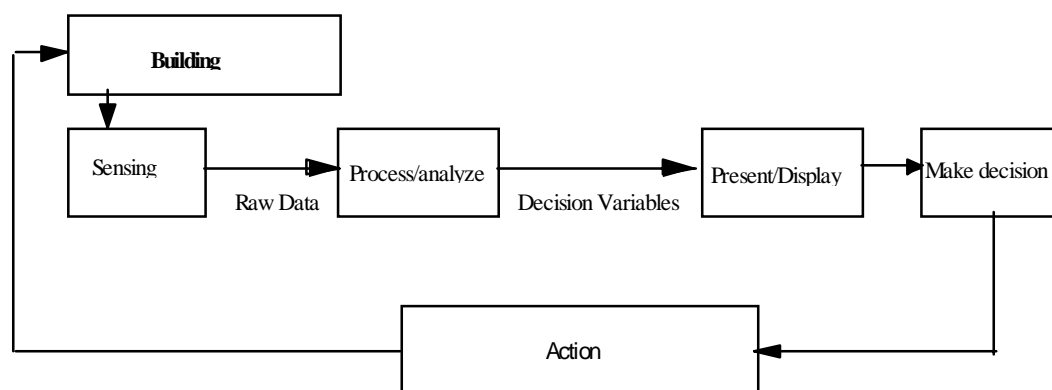 Building
Sensing
Raw Data
Process/analyze
Decision Variables
Present/Display
Make decision
Action